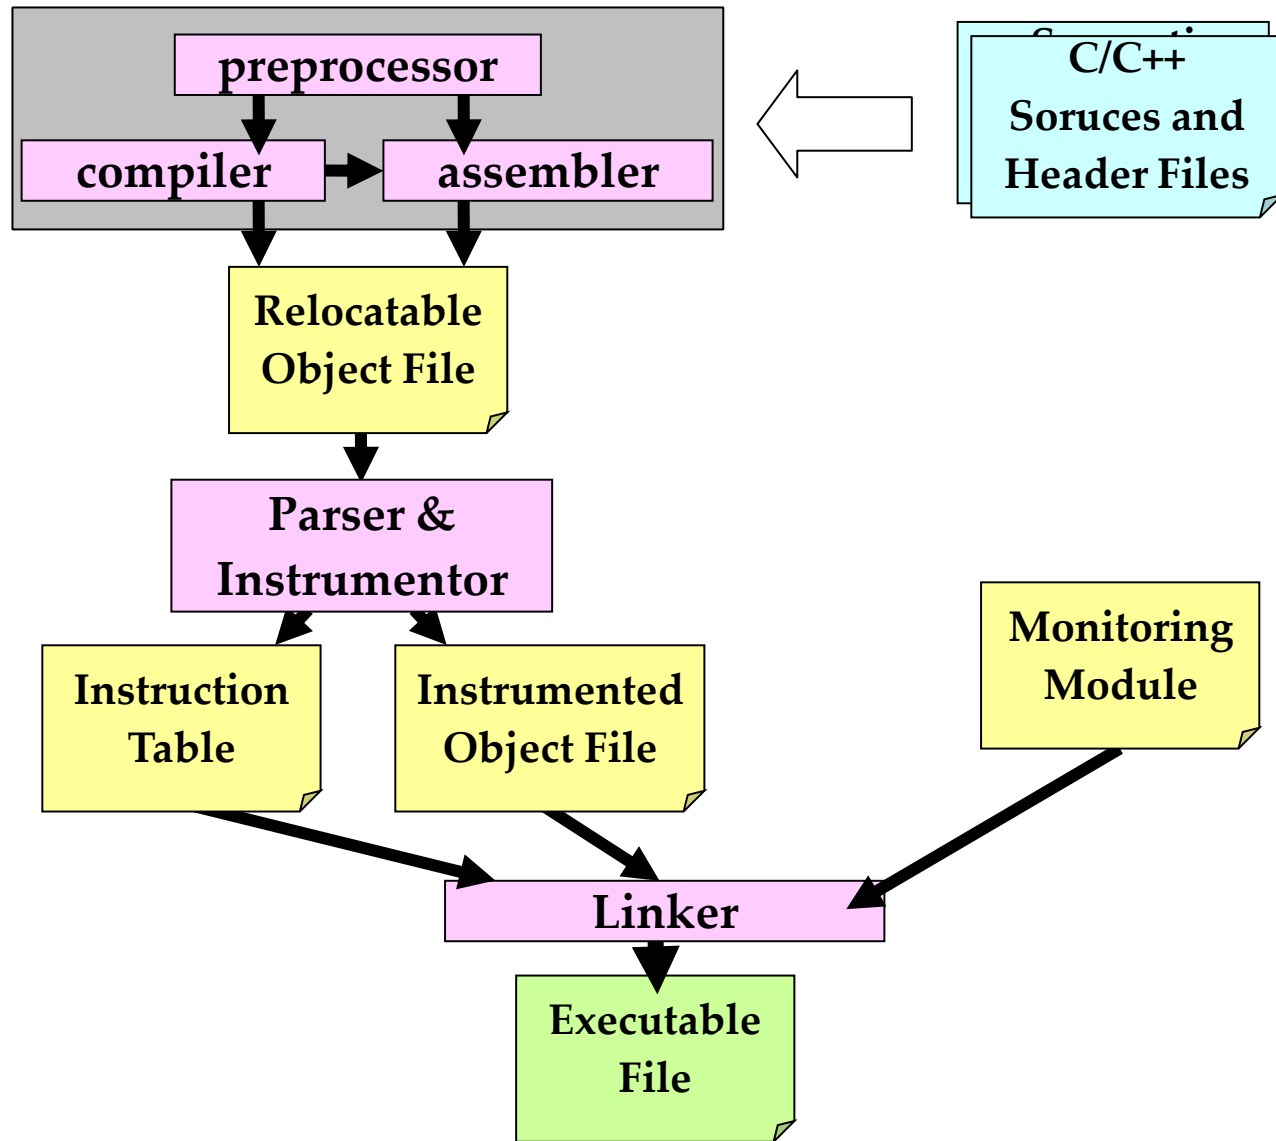 preprocessor
compiler
assembler
C/C++
Soruces and
Header Files
Relocatable
Object File
Parser &
Instrumentor
Instruction
Table
Instrumented
Object File
Monitoring
Module
Linker
Executable
File